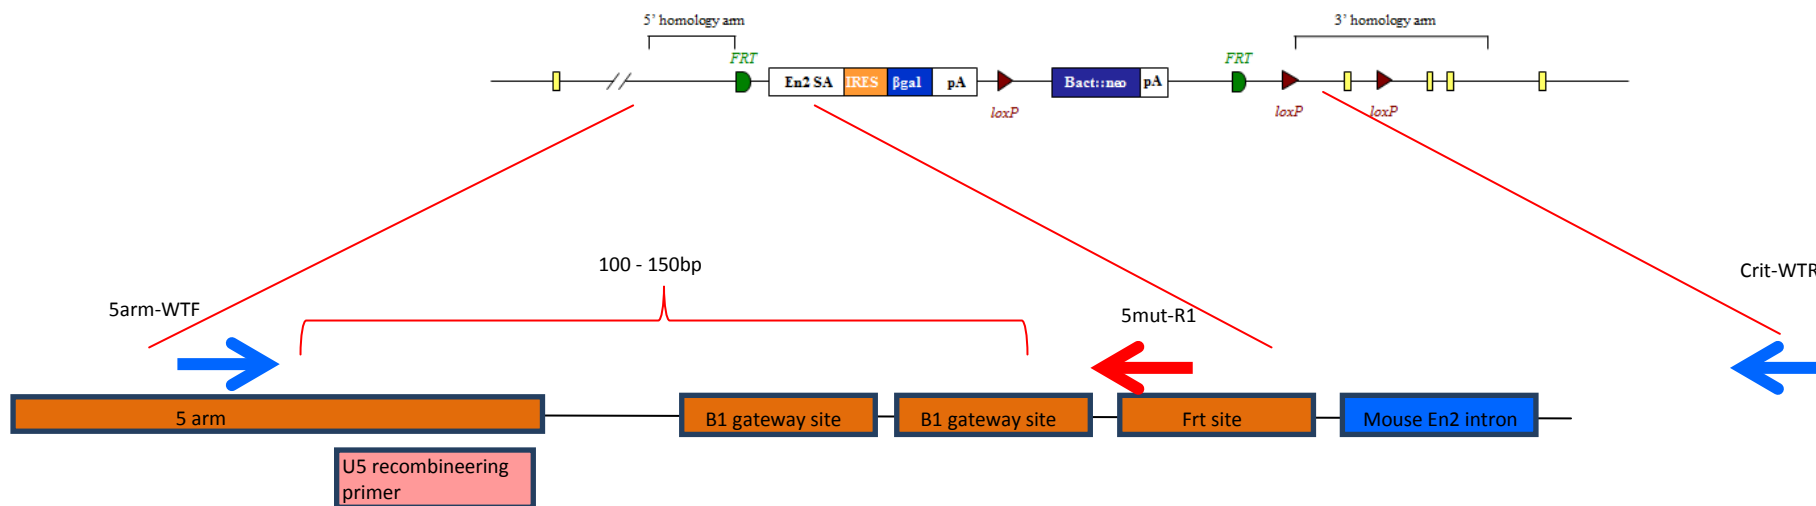 5' homology arm
3' homology arm
FRT
FRT
En2 SA IRES βgal pA
Bact::neo pA
loxP
loxP
loxP
100 - 150bp
Crit-WTR
5arm-WTF
5mut-R1
5 arm
B1 gateway site
B1 gateway site
Frt site
Mouse En2 intron
U5 recombineering
primer